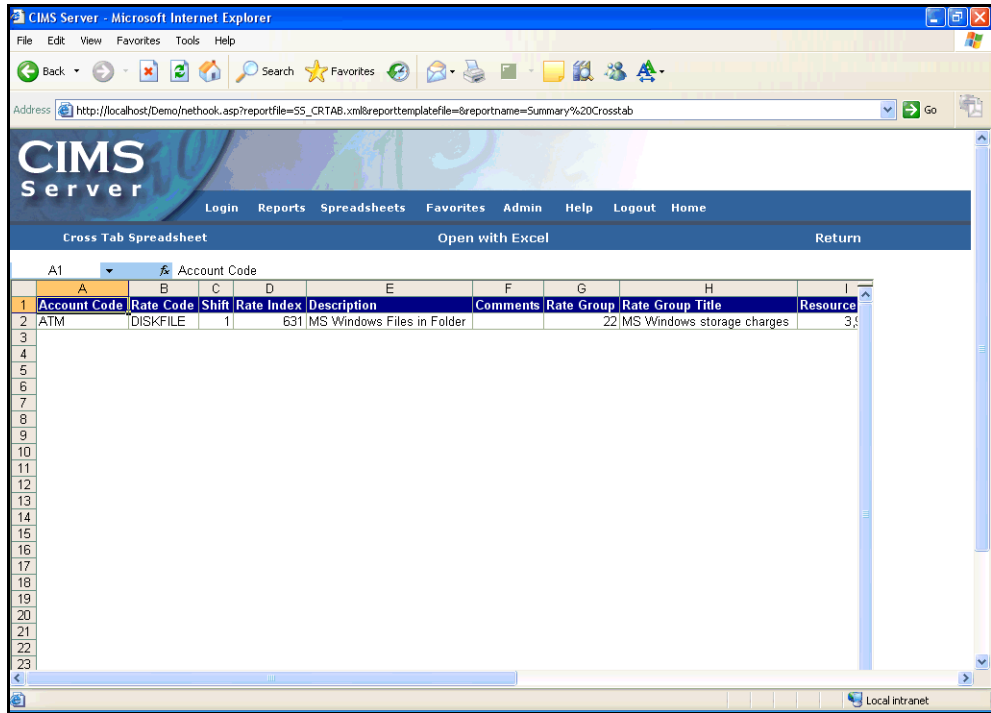 CIMS Server - Microsoft Internet Explorer
File Edit View Favorites Tools Help
Back Search Favorites
Address http://localhost/Demo/nethook.asp?reportfile=SS_CRTAB.xml&reporttemplatefile=&reportname=Summary%20Crosstab Go
CIMS
Server
Login Reports Spreadsheets Favorites Admin Help Logout Home
Cross Tab Spreadsheet Open with Excel Return
A1 fx Account Code
A B C D E F G H I
1 Account Code Rate Code Shift Rate Index Description Comments Rate Group Rate Group Title Resource
2 ATM DISKFILE 1 631 MS Windows Files in Folder 22 MS Windows storage charges
3
4
5
6
7
8
9
10
11
12
13
14
15
16
17
18
19
20
21
22
23
Local intranet